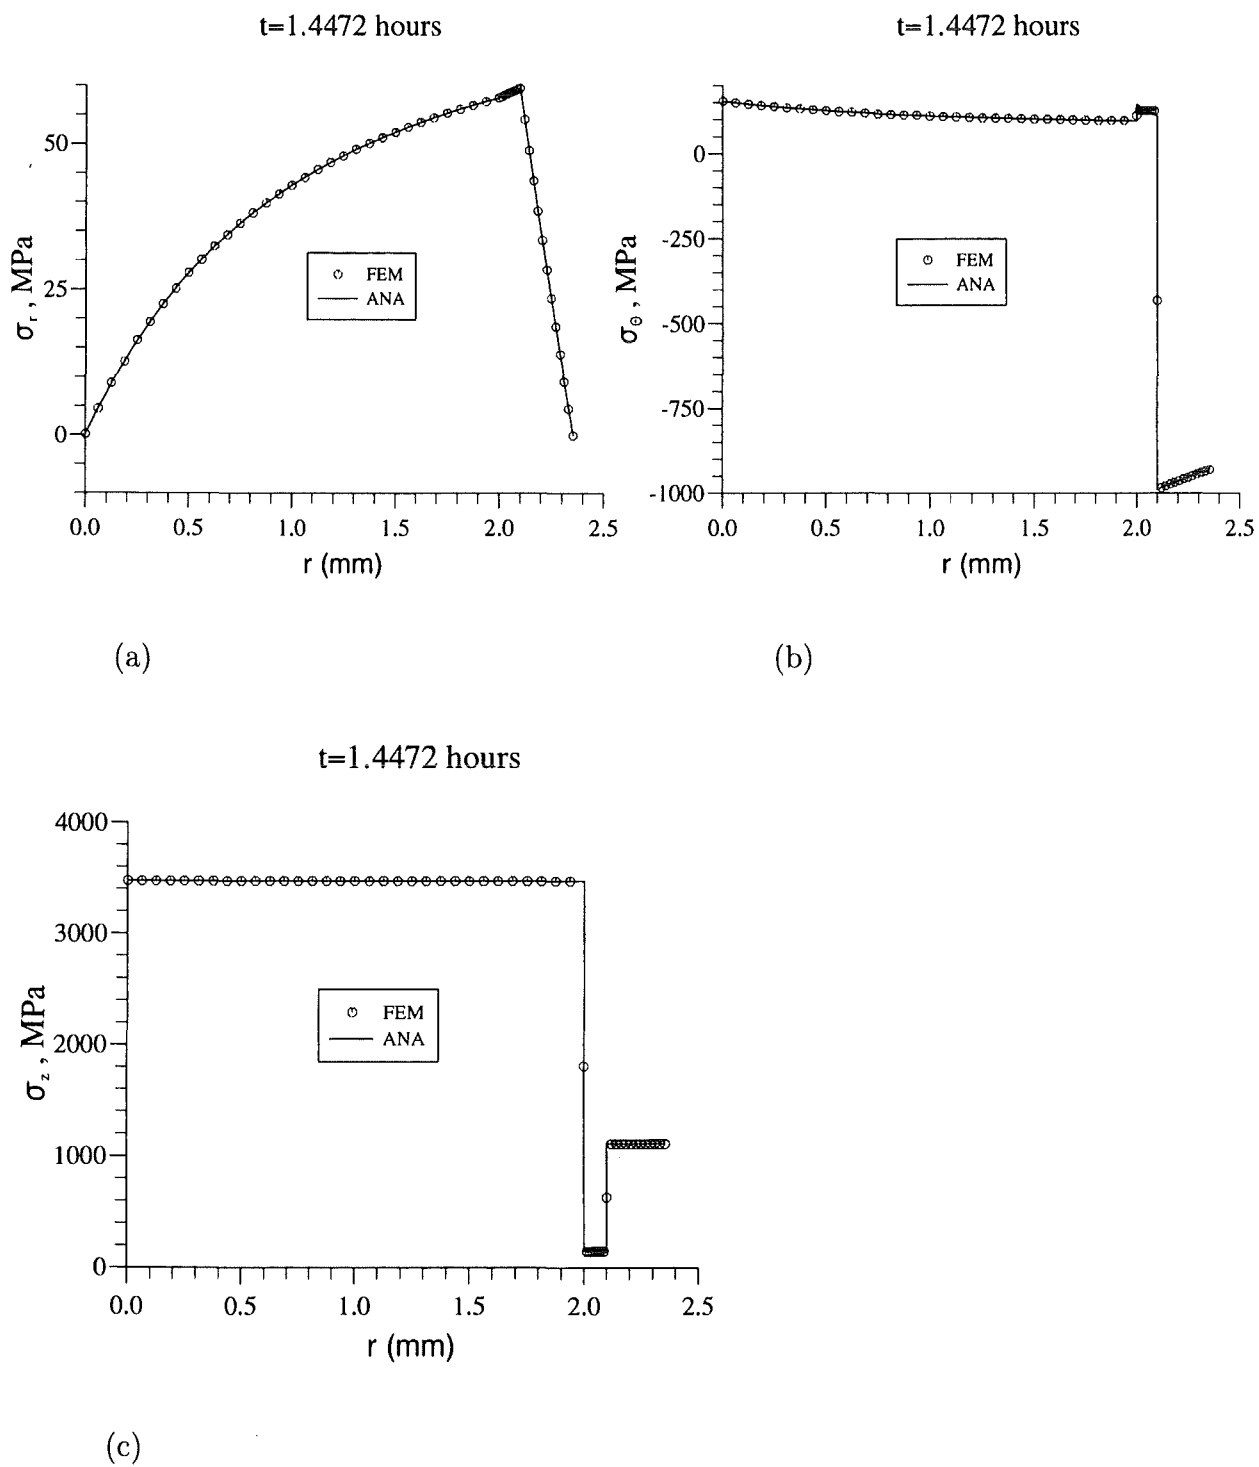 t=1.4472 hours
50
25
0
σr , MPa
FEM
ANA
0.0 0.5 1.0 1.5 2.0 2.5
r (mm)
(a)
t=1.4472 hours
0
-250
-500
-750
-1000
σΘ , MPa
FEM
ANA
0.0 0.5 1.0 1.5 2.0 2.5
r (mm)
(b)
t=1.4472 hours
4000
3000
2000
1000
0
σz , MPa
FEM
ANA
0.0 0.5 1.0 1.5 2.0 2.5
r (mm)
(c)